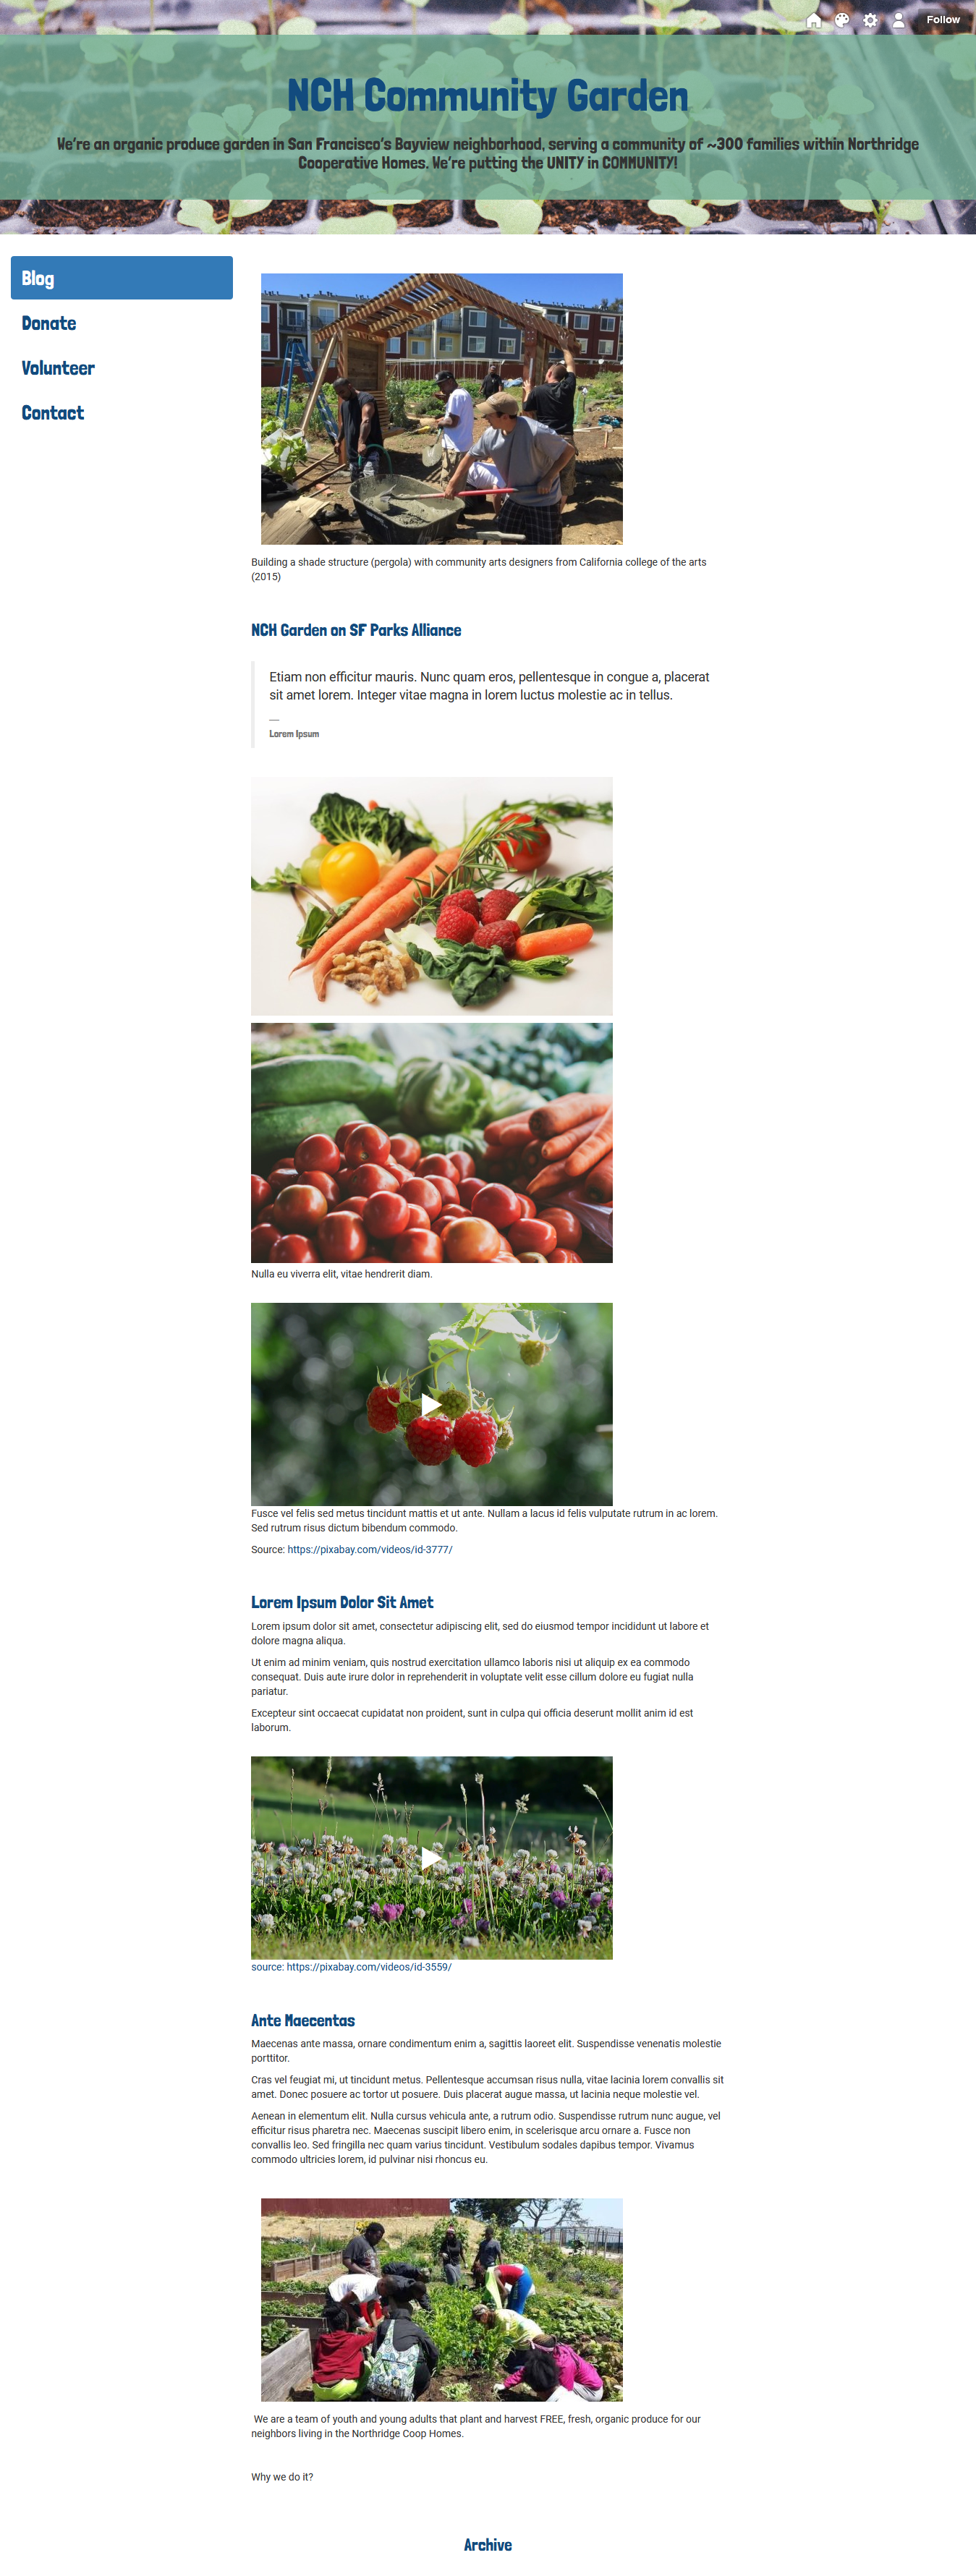 Follow
NCH Community Garden
We're an organic produce garden in San Francisco's Bayview neighborhood, serving a community of ~300 families within Northridge
Cooperative Homes. We're putting the UNITY in COMMUNITY!
Blog
Donate
Volunteer
Contact
Building a shade structure (pergola) with community arts designers from California college of the arts
(2015)
NCH Garden on SF Parks Alliance
Etiam non efficitur mauris. Nunc quam eros, pellentesque in congue a, placerat
sit amet lorem. Integer vitae magna in lorem luctus molestie ac in tellus.
—
Lorem Ipsum
Nulla eu viverra elit, vitae hendrerit diam.
Fusce vel felis sed metus tincidunt mattis et ut ante. Nullam a lacus id felis vulputate rutrum in ac lorem.
Sed rutrum risus dictum bibendum commodo.
Source: https://pixabay.com/videos/id-3777/
Lorem Ipsum Dolor Sit Amet
Lorem ipsum dolor sit amet, consectetur adipiscing elit, sed do eiusmod tempor incididunt ut labore et
dolore magna aliqua.
Ut enim ad minim veniam, quis nostrud exercitation ullamco laboris nisi ut aliquip ex ea commodo
consequat. Duis aute irure dolor in reprehenderit in voluptate velit esse cillum dolore eu fugiat nulla
pariatur.
Excepteur sint occaecat cupidatat non proident, sunt in culpa qui officia deserunt mollit anim id est
laborum.
source: https://pixabay.com/videos/id-3559/
Ante Maecentas
Maecenas ante massa, ornare condimentum enim a, sagittis laoreet elit. Suspendisse venenatis molestie
porttitor.
Cras vel feugiat mi, ut tincidunt metus. Pellentesque accumsan risus nulla, vitae lacinia lorem convallis sit
amet. Donec posuere ac tortor ut posuere. Duis placerat augue massa, ut lacinia neque molestie vel.
Aenean in elementum elit. Nulla cursus vehicula ante, a rutrum odio. Suspendisse rutrum nunc augue, vel
efficitur risus pharetra nec. Maecenas suscipit libero enim, in scelerisque arcu ornare a. Fusce non
convallis leo. Sed fringilla nec quam varius tincidunt. Vestibulum sodales dapibus tempor. Vivamus
commodo ultricies lorem, id pulvinar nisi rhoncus eu.
We are a team of youth and young adults that plant and harvest FREE, fresh, organic produce for our
neighbors living in the Northridge Coop Homes.
Why we do it?
Archive